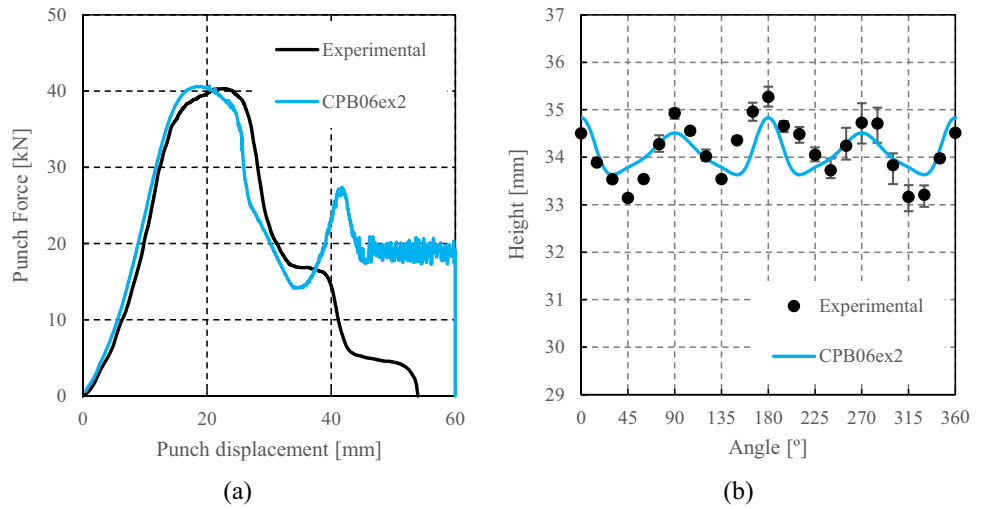 50
40
30
20
10
0
0 20 40 60
Punch Force [kN]
Punch displacement [mm]
Experimental
CPB06ex2
(a)
37
36
35
34
33
32
31
30
29
0 45 90 135 180 225 270 315 360
Height [mm]
Angle [º]
Experimental
CPB06ex2
(b)